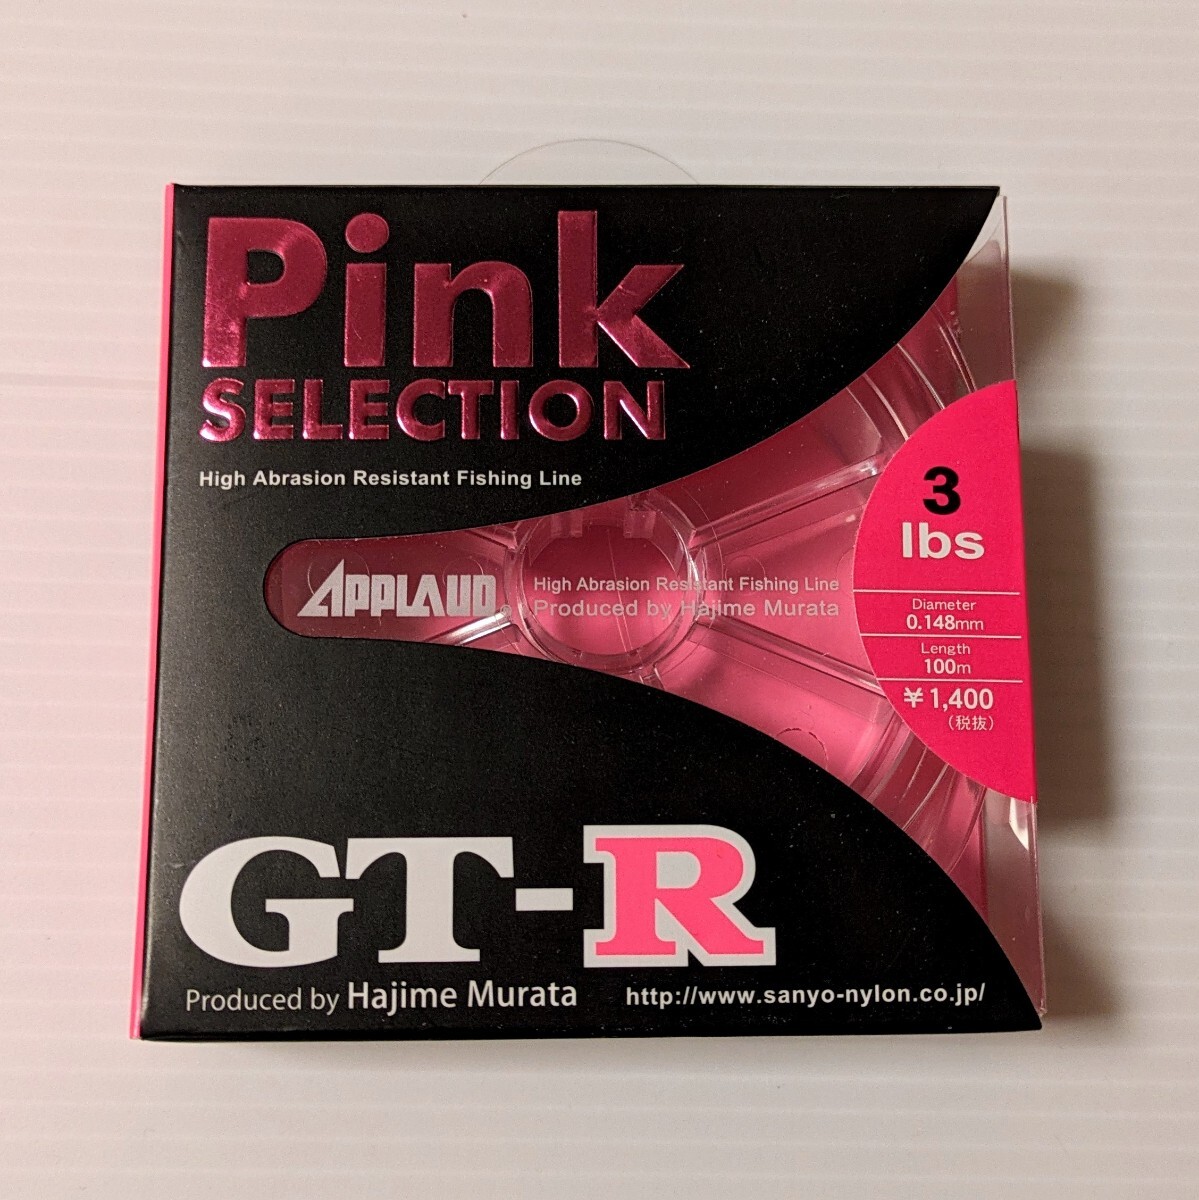 Pink
SELECTION
High Abrasion Resistant Fishing Line
APPLAUD®
High Abrasion Resistant Fishing Line
Produced by Hajime Murata
3
lbs
Diameter
0.148mm
Length
100m
¥1,400
(税抜)
GT-R
Produced by Hajime Murata
http://www.sanyo-nylon.co.jp/